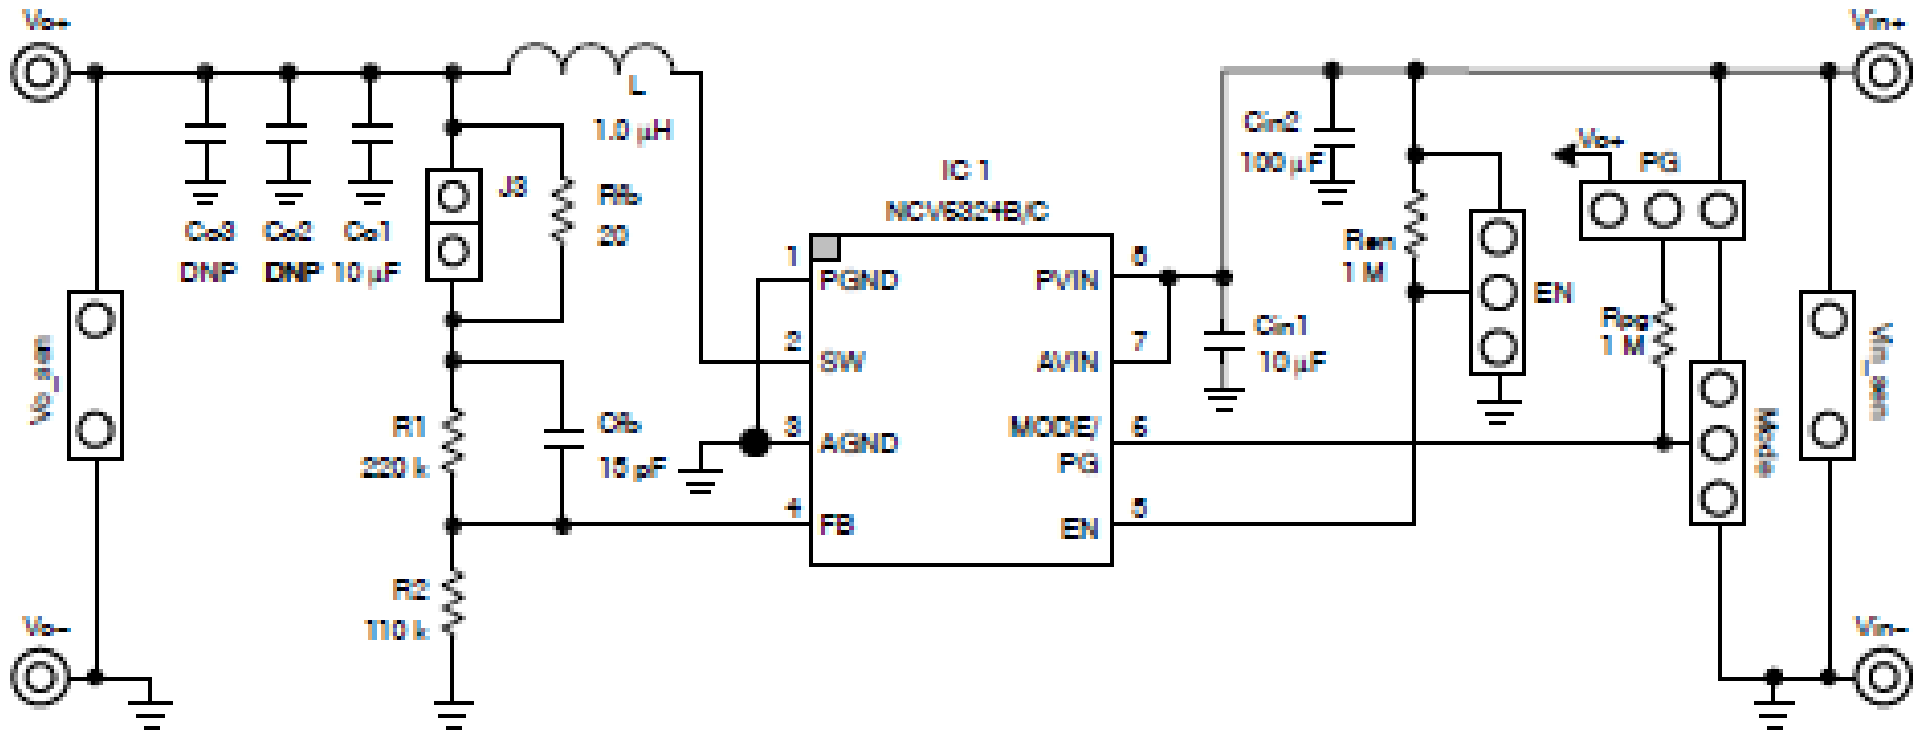 Vo+
Vin+
L
1.0 µH
Cin2
100 µF
Vo+
PG
IC 1
NCV6324B/C
J3
Rfb
20
Co3
DNP
Co2
DNP
Co1
10 µF
Ren
1 M
EN
1
PGND
PVIN
8
Cin1
10 µF
Rpg
1 M
Vo_sen
2
SW
AVIN
7
Vin_sen
R1
220 k
Cfb
15 pF
3
AGND
MODE/
PG
6
Mode
4
FB
EN
5
R2
110 k
Vo-
Vin-